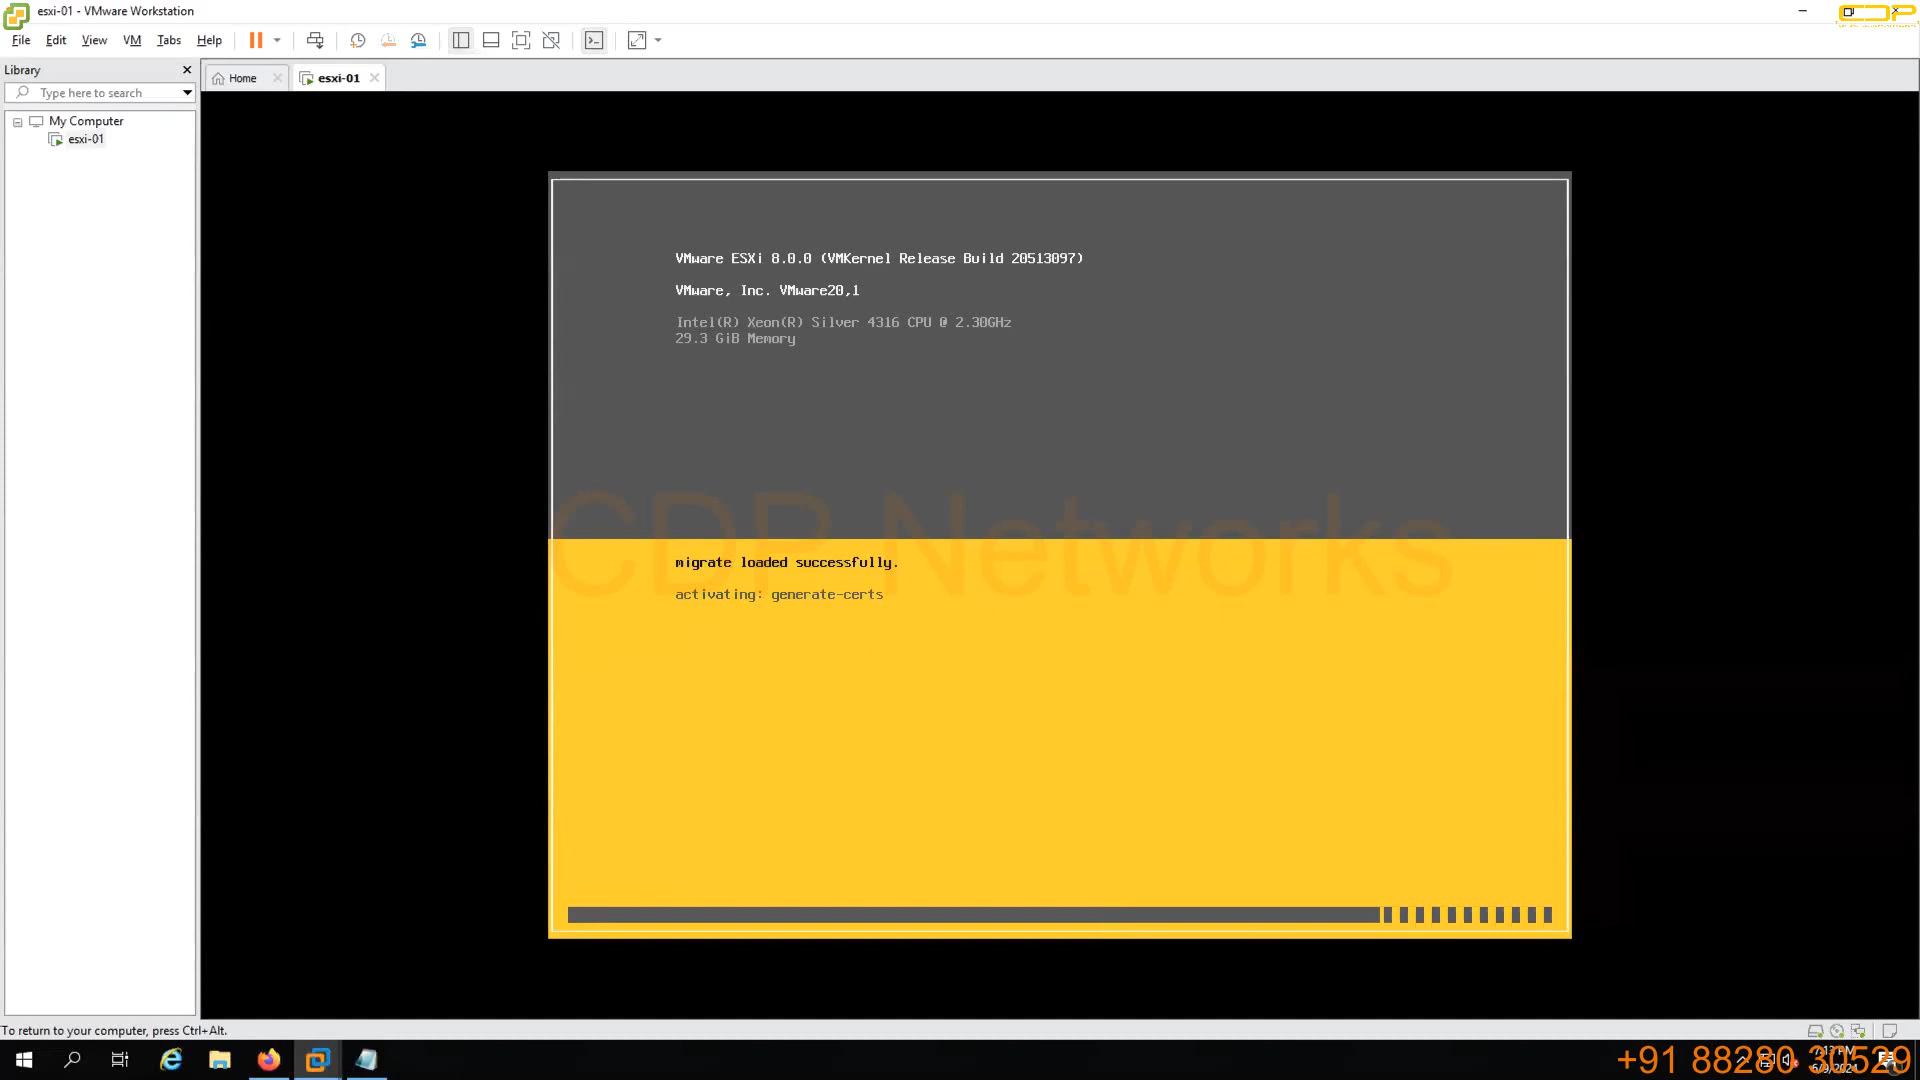 esxi-01 - VMware Workstation
CDP
File Edit View VM Tabs Help
Library
Type here to search
Home
esxi-01
My Computer
esxi-01
VMware ESXi 8.0.0 (VMKernel Release Build 20513097)
VMware, Inc. VMware20,1
Intel(R) Xeon(R) Silver 4316 CPU @ 2.30GHz
29.3 GiB Memory
CDP Networks
migrate loaded successfully.
activating: generate-certs
To return to your computer, press Ctrl+Alt.
+91 88280 30529